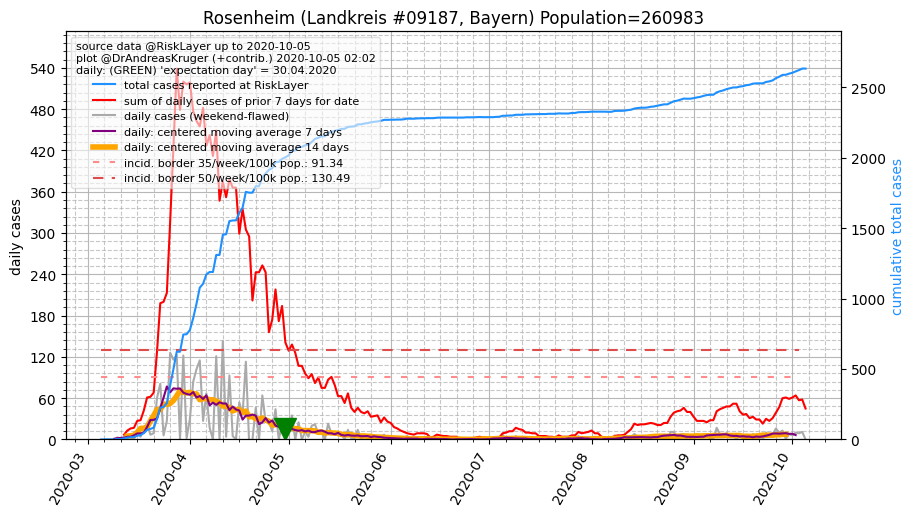 Rosenheim (Landkreis #09187, Bayern) Population=260983
source data @RiskLayer up to 2020-10-05
plot @DrAndreasKruger (+contrib.) 2020-10-05 02:02
daily: (GREEN) 'expectation day' = 30.04.2020
total cases reported at RiskLayer
sum of daily cases of prior 7 days for date
daily cases (weekend-flawed)
daily: centered moving average 7 days
daily: centered moving average 14 days
incid. border 35/week/100k pop.: 91.34
incid. border 50/week/100k pop.: 130.49
daily cases
540
480
420
360
300
240
180
120
60
0
cumulative total cases
2500
2000
1500
1000
500
0
2020-03
2020-04
2020-05
2020-06
2020-07
2020-08
2020-09
2020-10